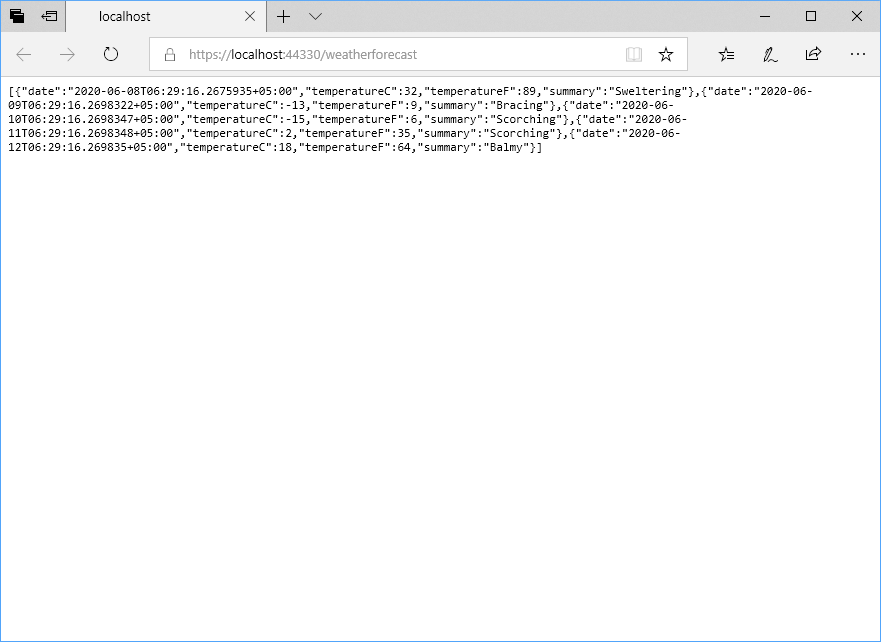 localhost
https://localhost:44330/weatherforecast
[{"date":"2020-06-08T06:29:16.2675935+05:00","temperatureC":32,"temperatureF":89,"summary":"Sweltering"},{"date":"2020-06-
09T06:29:16.2698322+05:00","temperatureC":-13,"temperatureF":9,"summary":"Bracing"},{"date":"2020-06-
10T06:29:16.2698347+05:00","temperatureC":-15,"temperatureF":6,"summary":"Scorching"},{"date":"2020-06-
11T06:29:16.2698348+05:00","temperatureC":2,"temperatureF":35,"summary":"Scorching"},{"date":"2020-06-
12T06:29:16.269835+05:00","temperatureC":18,"temperatureF":64,"summary":"Balmy"}]